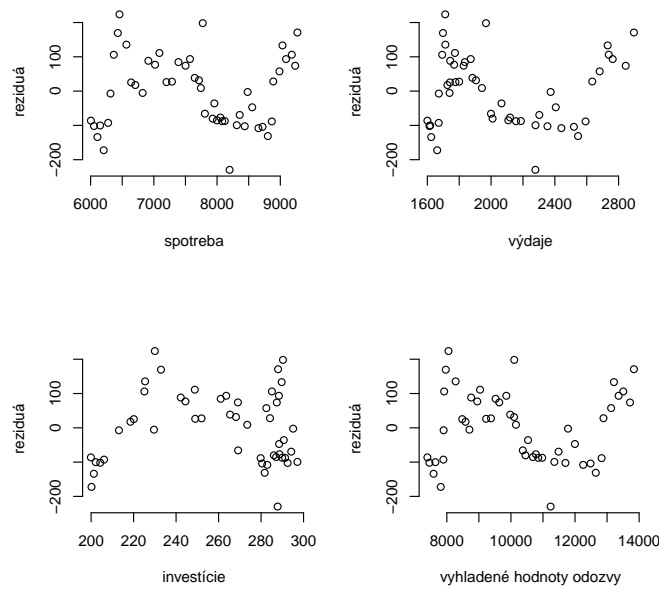 reziduá
−200 0 100
6000 7000 8000 9000
spotreba
reziduá
−200 0 100
1600 2000 2400 2800
výdaje
reziduá
−200 0 100
200 220 240 260 280 300
investície
reziduá
−200 0 100
8000 10000 12000 14000
vyhladené hodnoty odozvy